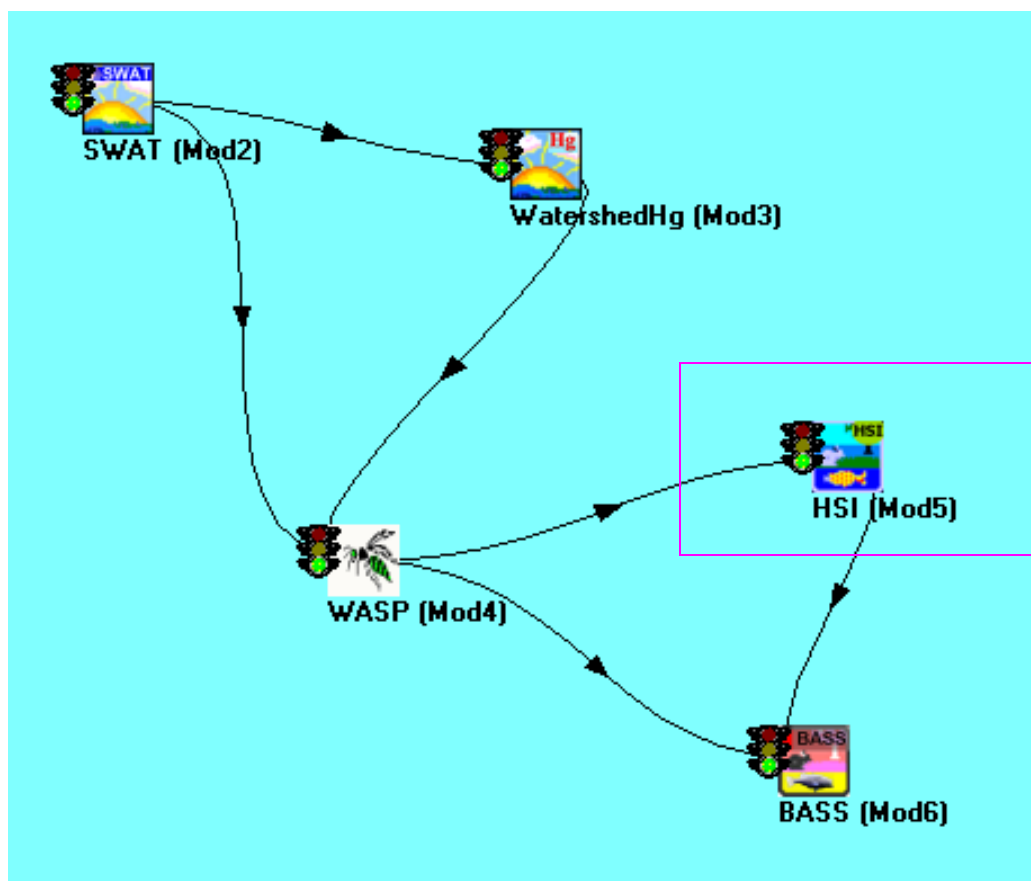 SWAT
SWAT (Mod2)
Hg
WatershedHg (Mod3)
HSI
HSI (Mod5)
WASP (Mod4)
BASS
BASS (Mod6)